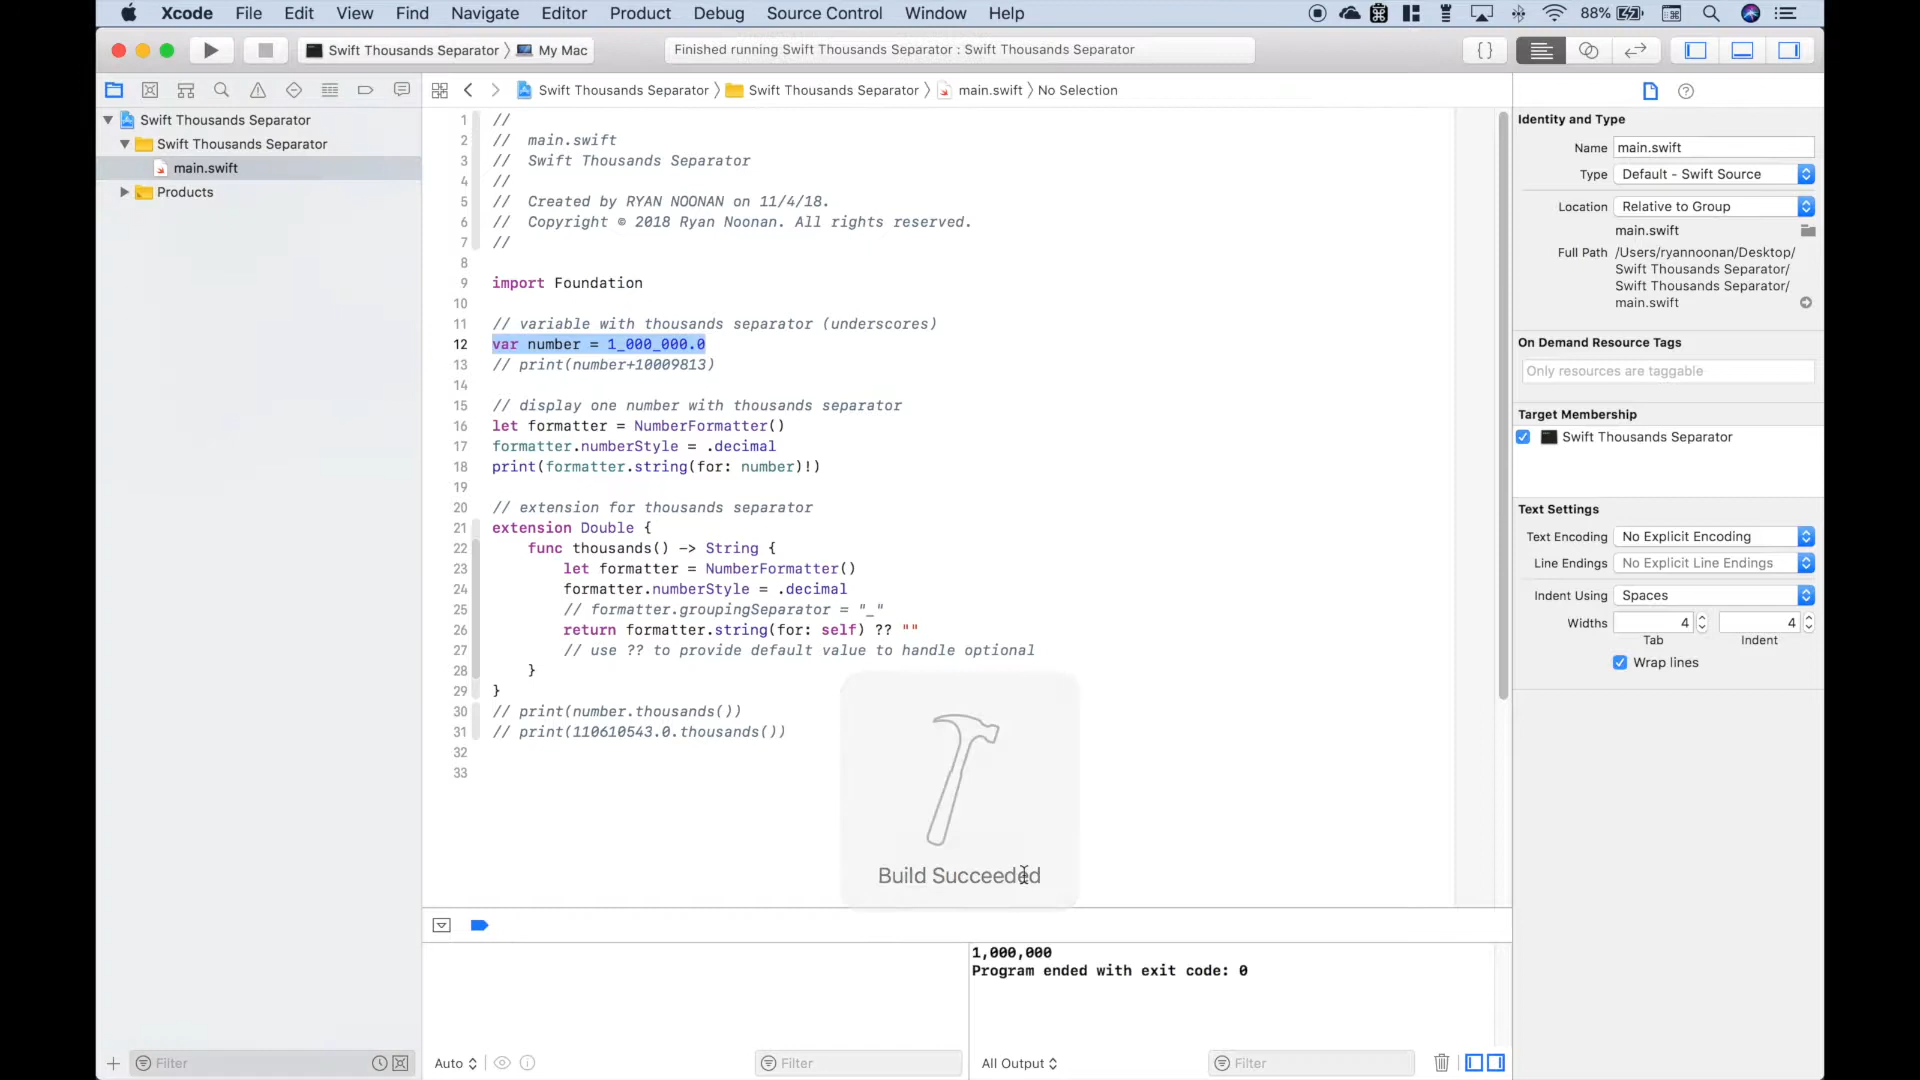 Xcode File Edit View Find Navigate Editor Product Debug Source Control Window Help 88%
Swift Thousands Separator My Mac
Finished running Swift Thousands Separator : Swift Thousands Separator
{ }
Swift Thousands Separator
Swift Thousands Separator
main.swift
Products
Filter
Swift Thousands Separator Swift Thousands Separator main.swift No Selection
1 //
2 // main.swift
3 // Swift Thousands Separator
4 //
5 // Created by RYAN NOONAN on 11/4/18.
6 // Copyright © 2018 Ryan Noonan. All rights reserved.
7 //
8
9 import Foundation
10
11 // variable with thousands separator (underscores)
12 var number = 1_000_000.0
13 // print(number+10009813)
14
15 // display one number with thousands separator
16 let formatter = NumberFormatter()
17 formatter.numberStyle = .decimal
18 print(formatter.string(for: number)!)
19
20 // extension for thousands separator
21 extension Double {
22 func thousands() -> String {
23 let formatter = NumberFormatter()
24 formatter.numberStyle = .decimal
25 // formatter.groupingSeparator = "_"
26 return formatter.string(for: self) ?? ""
27 // use ?? to provide default value to handle optional
28 }
29 }
30 // print(number.thousands())
31 // print(110610543.0.thousands())
32
33
Build Succeeded
1,000,000
Program ended with exit code: 0
Auto
Filter
All Output
Filter
Identity and Type
Name main.swift
Type Default - Swift Source
Location Relative to Group
main.swift
Full Path /Users/ryannoonan/Desktop/
Swift Thousands Separator/
Swift Thousands Separator/
main.swift
On Demand Resource Tags
Only resources are taggable
Target Membership
Swift Thousands Separator
Text Settings
Text Encoding No Explicit Encoding
Line Endings No Explicit Line Endings
Indent Using Spaces
Widths 4 4
Tab Indent
Wrap lines